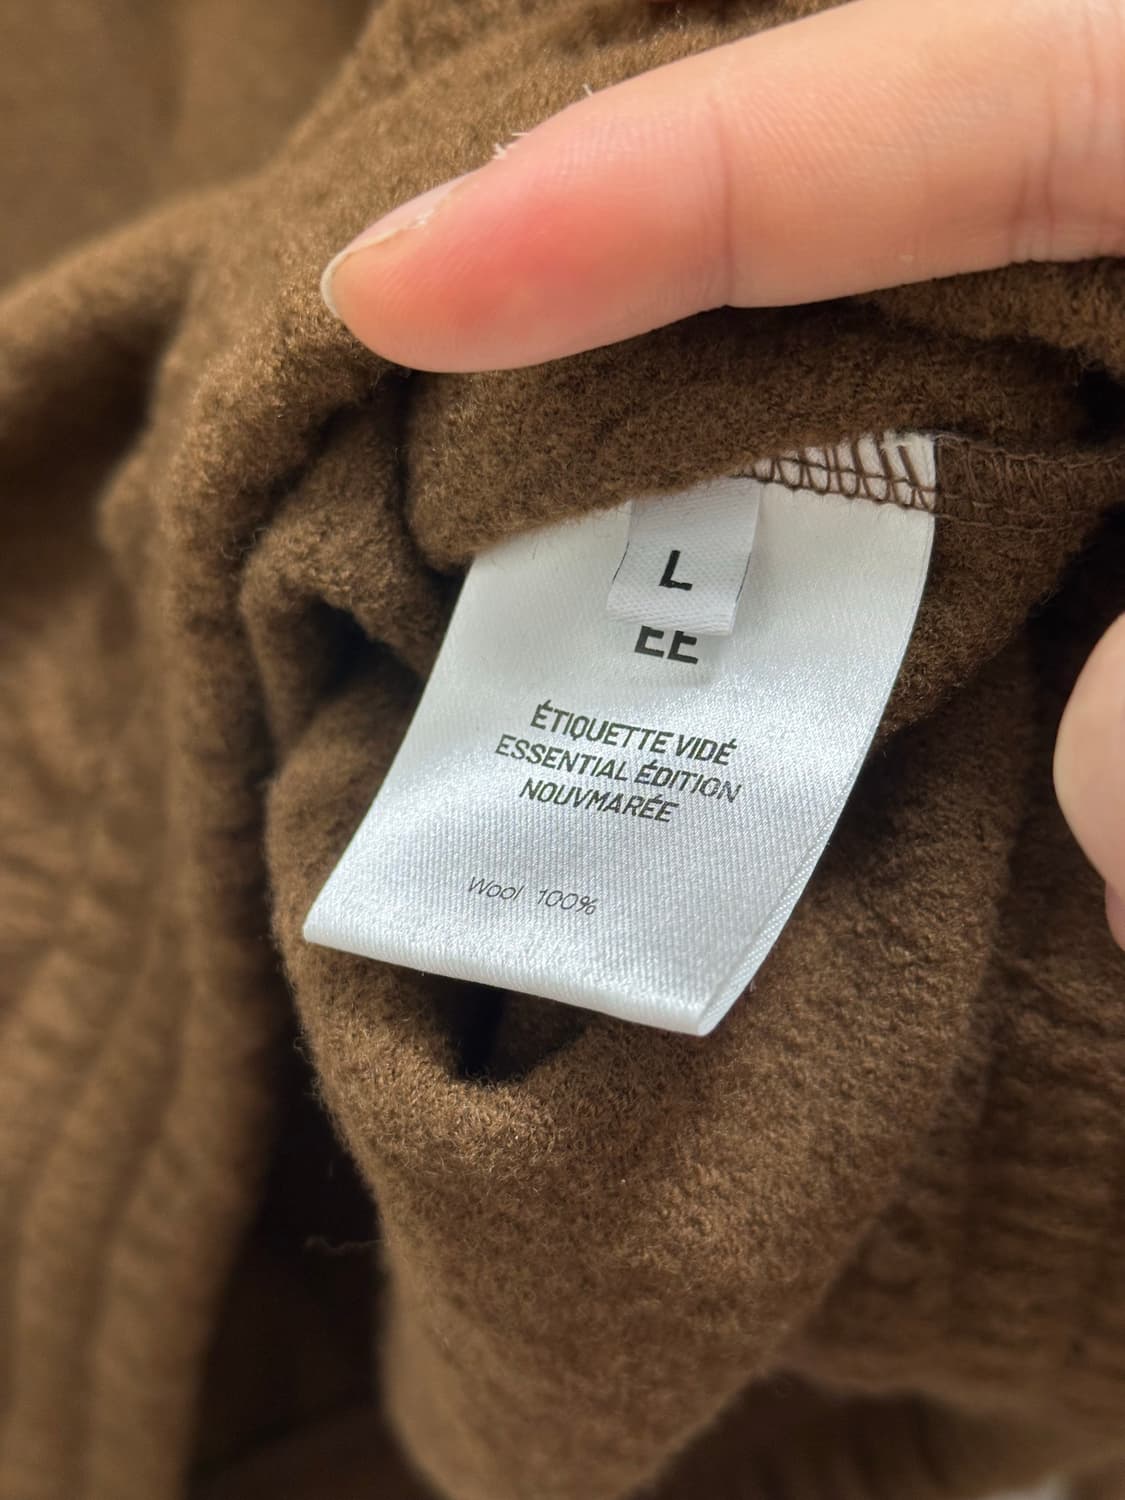 L
EE
ÉTIQUETTE VIDÉ
ESSENTIAL ÉDITION
NOUVMARÉE
Wool 100%